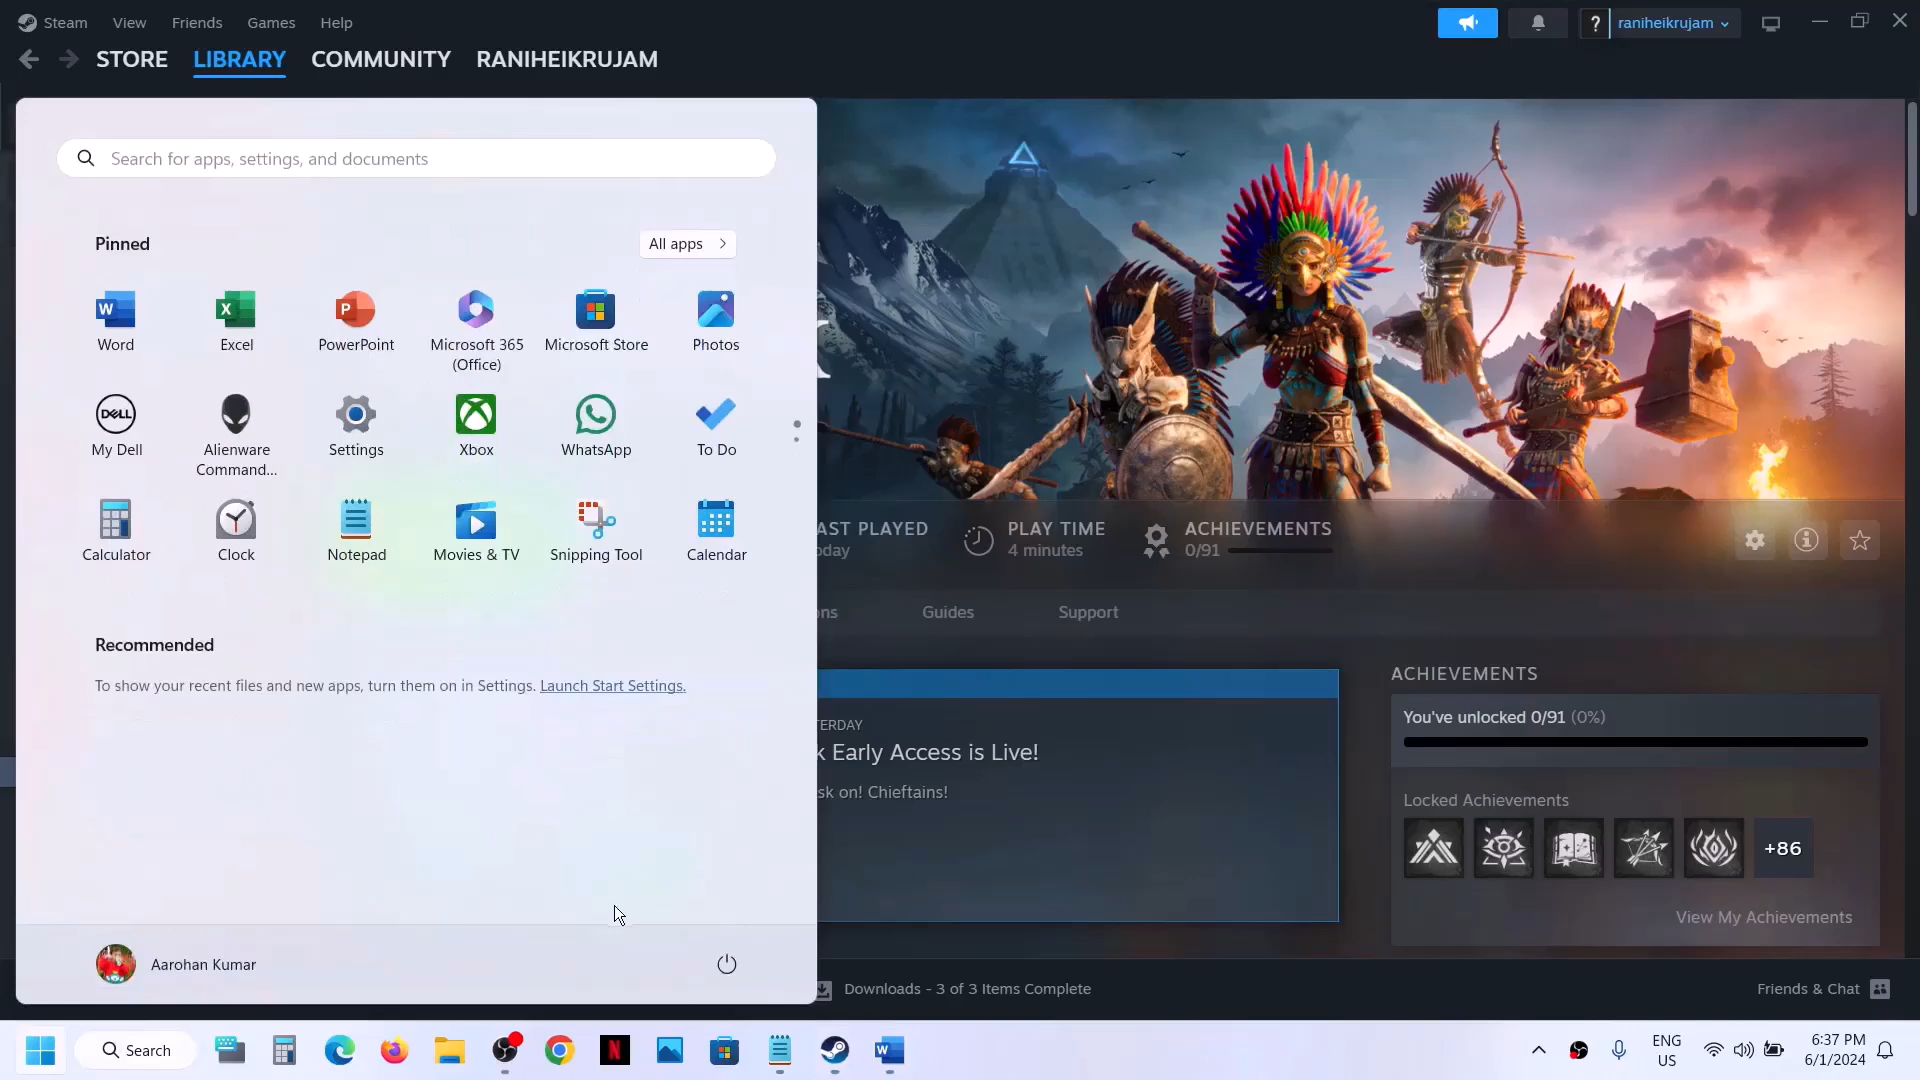 Steam View Friends Games Help
? raniheikrujam
STORE LIBRARY COMMUNITY RANIHEIKRUJAM
Search for apps, settings, and documents
Pinned
All apps
Word Excel PowerPoint Microsoft 365 (Office) Microsoft Store Photos
My Dell Alienware Command... Settings Xbox WhatsApp To Do
Calculator Clock Notepad Movies & TV Snipping Tool Calendar
Recommended
To show your recent files and new apps, turn them on in Settings. Launch Start Settings.
Aarohan Kumar
AST PLAYED
oday
PLAY TIME
4 minutes
ACHIEVEMENTS
0/91
ons Guides Support
TERDAY
k Early Access is Live!
sk on! Chieftains!
ACHIEVEMENTS
You've unlocked 0/91 (0%)
Locked Achievements
+86
View My Achievements
Downloads - 3 of 3 Items Complete
Friends & Chat
Search
ENG
US
6:37 PM
6/1/2024